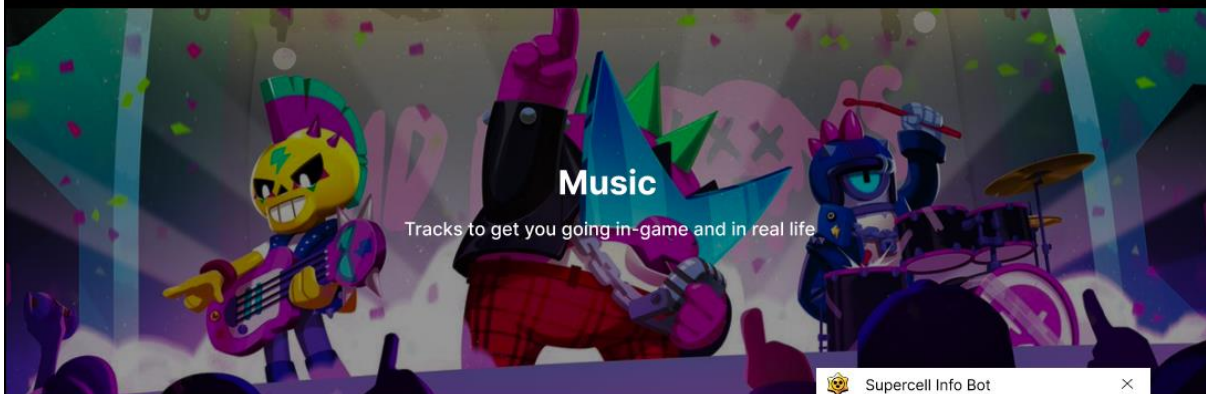 Music
Tracks to get you going in-game and in real life
Supercell Info Bot